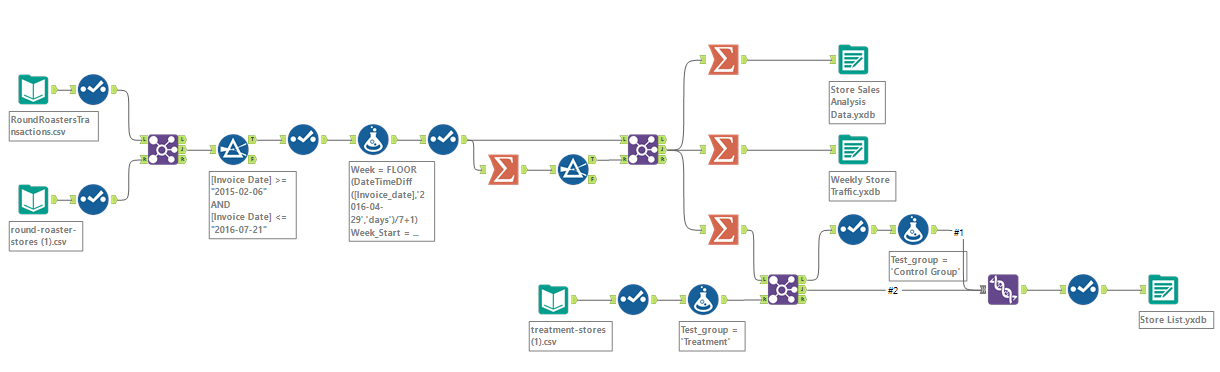 RoundRoastersTra
nsactions.csv
round-roaster-
stores (1).csv
L
J
R
L
J
R
[Invoice Date] >=
"2015-02-06"
AND
[Invoice Date] <=
"2016-07-21"
T
F
Week = FLOOR
(DateTimeDiff
([Invoice_date],'2
016-04-
29','days')/7+1)
Week_Start = ...
T
F
L
J
R
L
J
R
Store Sales
Analysis
Data.yxdb
Weekly Store
Traffic.yxdb
Test_group =
'Control Group'
#1
treatment-stores
(1).csv
Test_group =
'Treatment'
L
J
R
L
J
R
#2
Store List.yxdb